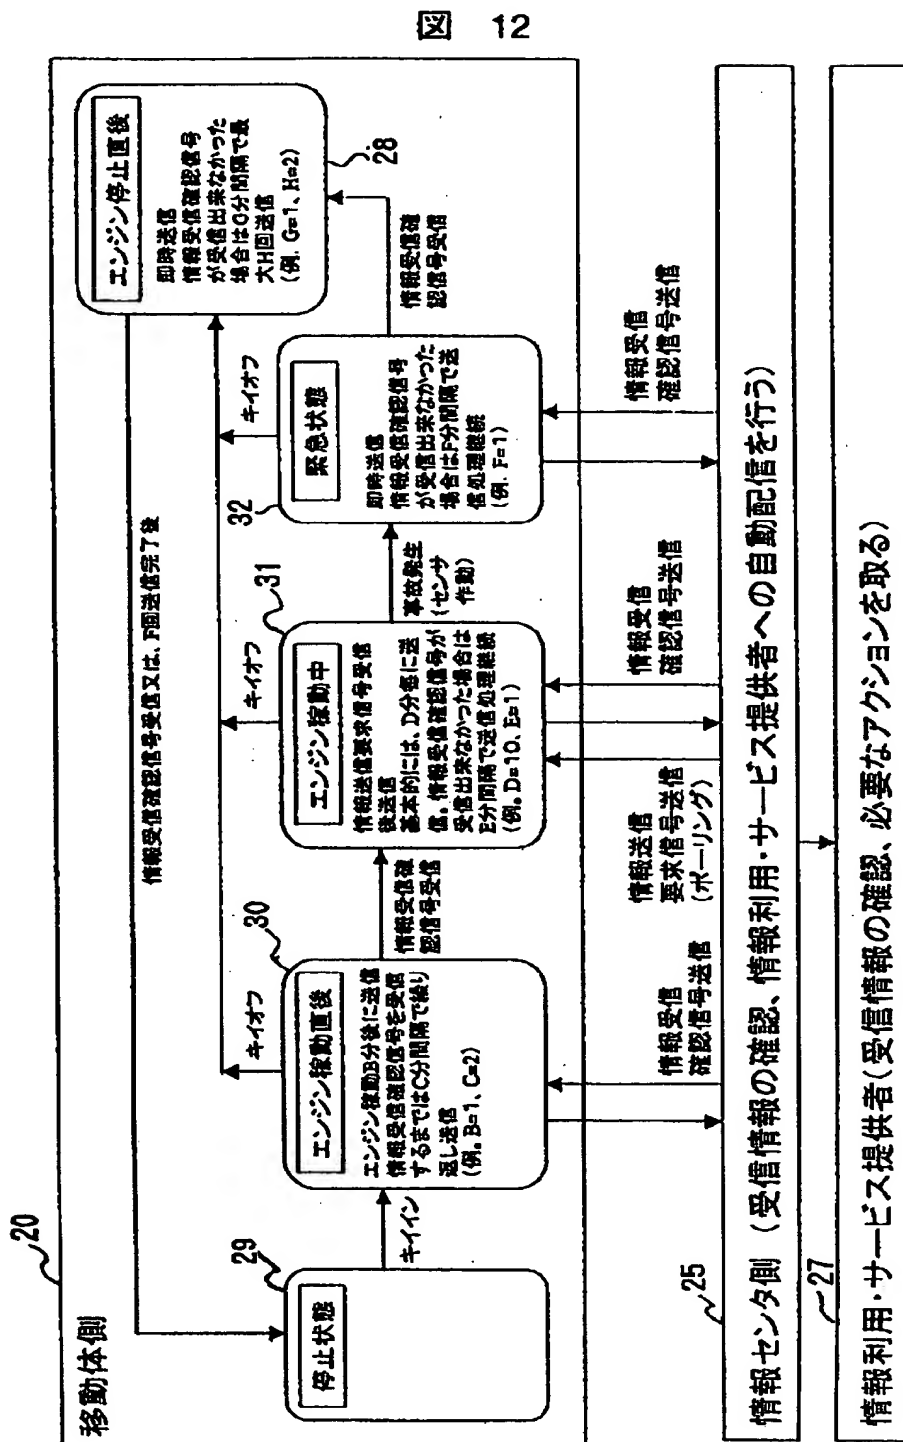 図 12
20
移動体側
29
停止状態
キイイン
30
エンジン稼動直後
エンジン稼動B分後に送信
情報受信確認信号を受信
するまではC分間隔で繰り
返し送信
(例。B=1、C=2)
キイオフ
情報受信確
認信号受信
31
エンジン稼動中
情報送信要求信号受信
後送信
基本的には、D分毎に送
信。情報受信確認信号が
受信出来なかった場合は
E分間隔で送信処理継続
(例。D=10、E=1)
キイオフ
事故発生
(センサ
作動)
32
緊急状態
即時送信
情報受信確認信号
が受信出来なかった
場合はF分間隔で送
信処理継続
(例. F=1)
キイオフ
情報受信確
認信号受信
28
エンジン停止直後
即時送信
情報受信確認信号
が受信出来なかった
場合はG分間隔で最
大H回送信
(例. G=1、H=2)
情報受信確認信号受信又は、F回送信完了後
情報受信
確認信号送信
情報送信
要求信号送信
(ポーリング)
情報受信
確認信号送信
情報受信
確認信号送信
25
情報センタ側 (受信情報の確認、情報利用・サービス提供者への自動配信を行う)
27
情報利用・サービス提供者(受信情報の確認、必要なアクションを取る)